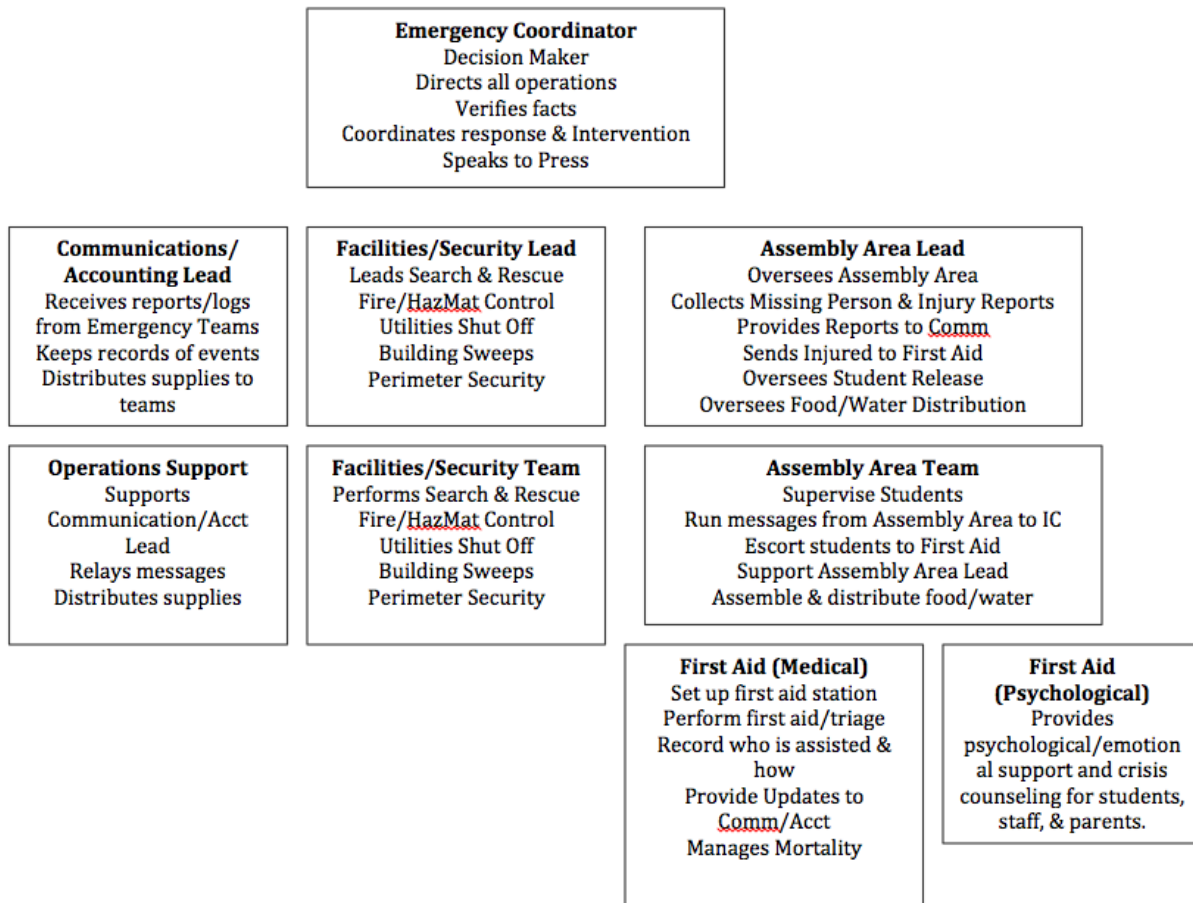 Emergency Coordinator
Decision Maker
Directs all operations
Verifies facts
Coordinates response & Intervention
Speaks to Press
Communications/
Accounting Lead
Receives reports/logs
from Emergency Teams
Keeps records of events
Distributes supplies to
teams
Facilities/Security Lead
Leads Search & Rescue
Fire/HazMat Control
Utilities Shut Off
Building Sweeps
Perimeter Security
Assembly Area Lead
Oversees Assembly Area
Collects Missing Person & Injury Reports
Provides Reports to Comm
Sends Injured to First Aid
Oversees Student Release
Oversees Food/Water Distribution
Operations Support
Supports
Communication/Acct
Lead
Relays messages
Distributes supplies
Facilities/Security Team
Performs Search & Rescue
Fire/HazMat Control
Utilities Shut Off
Building Sweeps
Perimeter Security
Assembly Area Team
Supervise Students
Run messages from Assembly Area to IC
Escort students to First Aid
Support Assembly Area Lead
Assemble & distribute food/water
First Aid (Medical)
Set up first aid station
Perform first aid/triage
Record who is assisted &
how
Provide Updates to
Comm/Acct
Manages Mortality
First Aid
(Psychological)
Provides
psychological/emotion
al support and crisis
counseling for students,
staff, & parents.